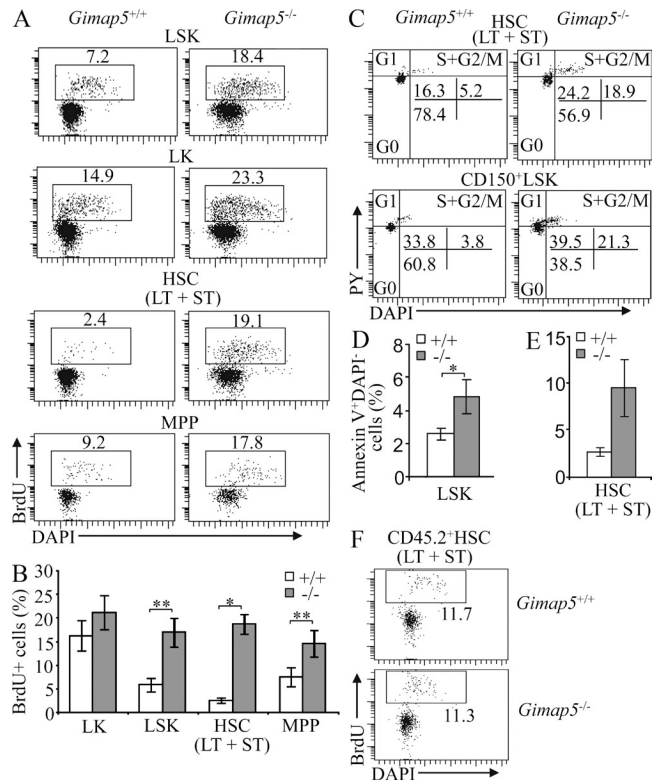 A
Gimap5+/+
Gimap5-/-
LSK
7.2
18.4
LK
14.9
23.3
HSC
(LT + ST)
2.4
19.1
MPP
9.2
17.8
BrdU
DAPI
B
BrdU+ cells (%)
30
25
20
15
10
5
0
+/+
-/-
**
*
**
LK
LSK
HSC
(LT + ST)
MPP
C
Gimap5+/+
HSC
(LT + ST)
Gimap5-/-
G1
S+G2/M
16.3
5.2
78.4
G0
G1
S+G2/M
24.2
18.9
56.9
G0
CD150+LSK
G1
S+G2/M
33.8
3.8
60.8
G0
G1
S+G2/M
39.5
21.3
38.5
G0
PY
DAPI
D
+/+
-/-
Annexin V+DAPI-
cells (%)
8
6
4
2
0
*
LSK
E
+/+
-/-
15
10
5
0
HSC
(LT + ST)
F
CD45.2+HSC
(LT + ST)
11.7
Gimap5+/+
11.3
Gimap5-/-
BrdU
DAPI